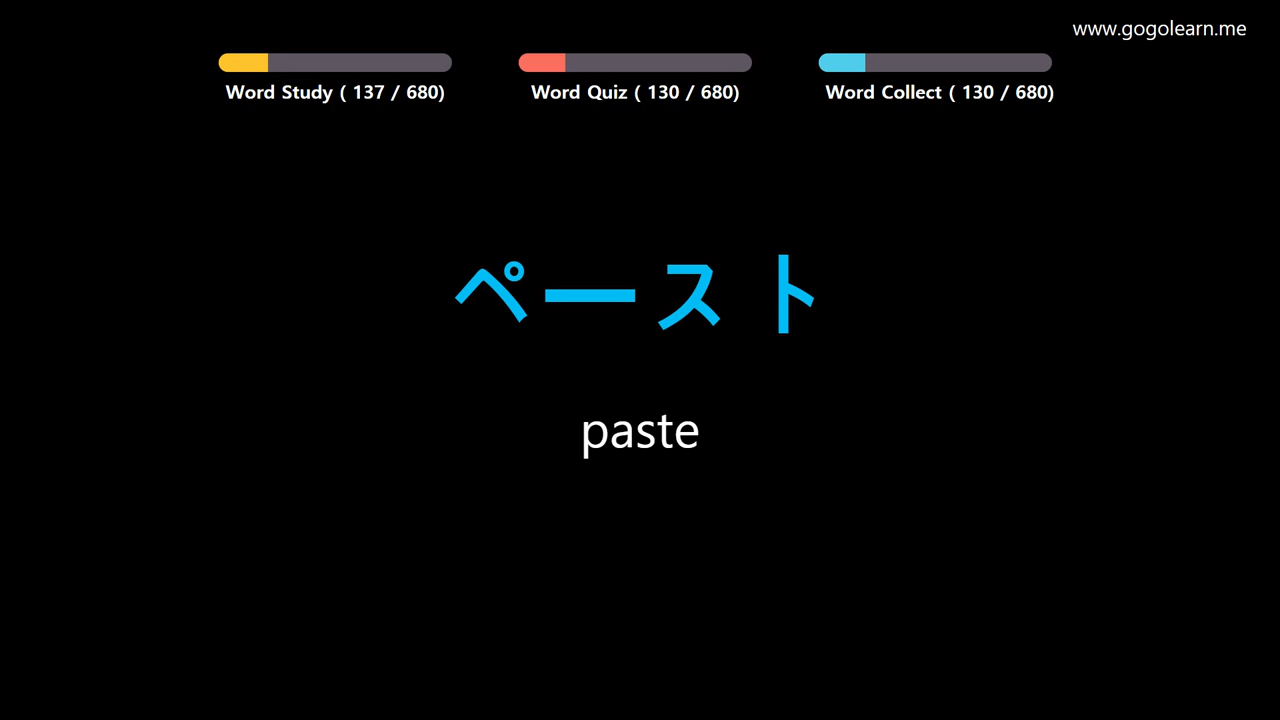 www.gogolearn.me
Word Study ( 137 / 680) Word Quiz ( 130 / 680) Word Collect ( 130 / 680)
ペースト
paste